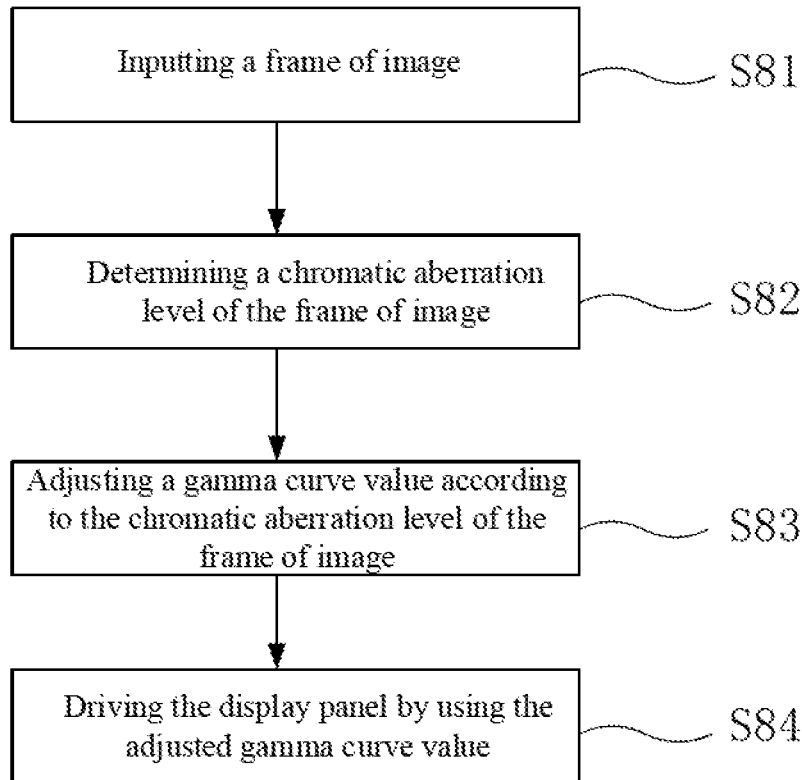 Inputting a frame of image
S81
Determining a chromatic aberration
level of the frame of image
S82
Adjusting a gamma curve value according
to the chromatic aberration level of the
frame of image
S83
Driving the display panel by using the
adjusted gamma curve value
S84